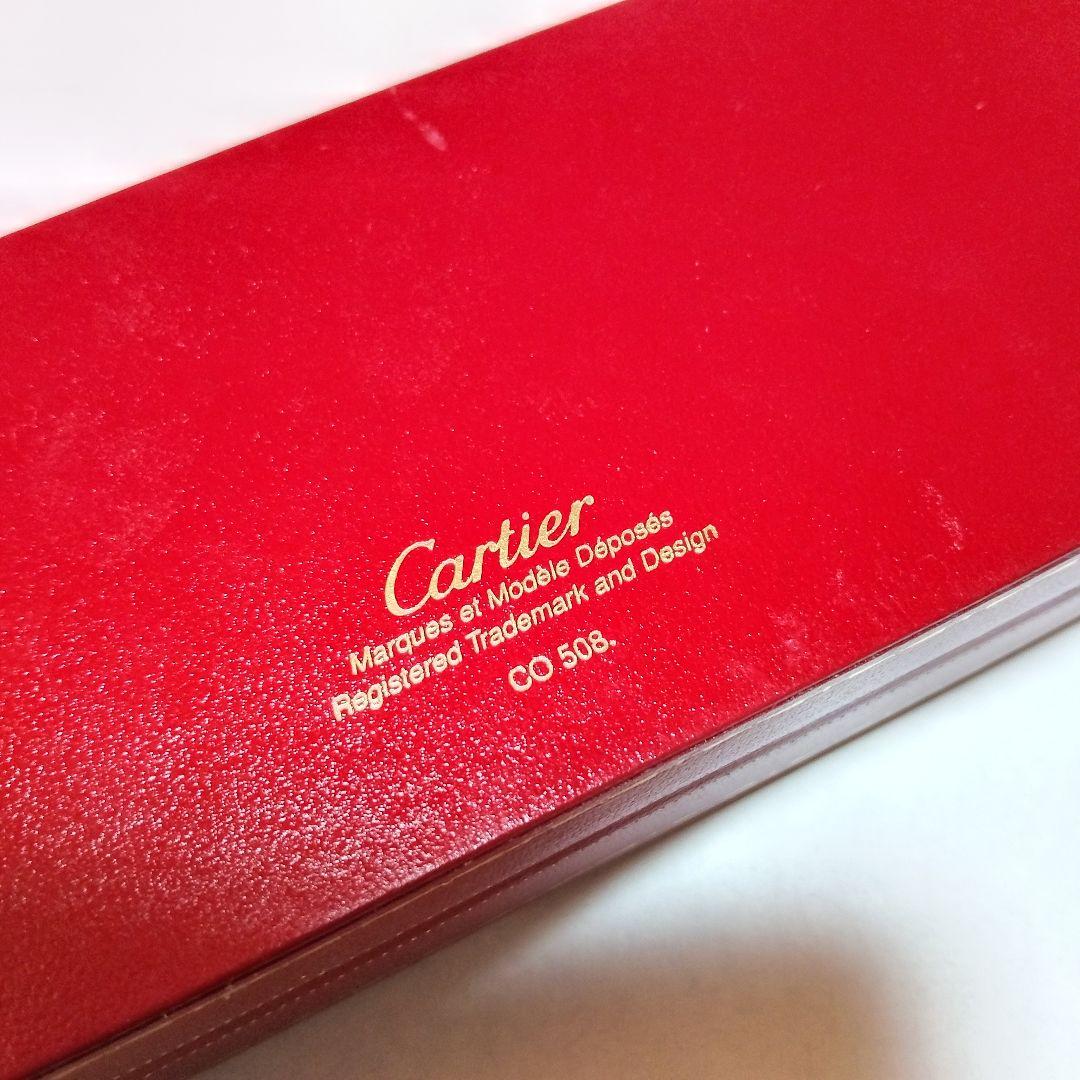 Cartier
Marques et Modèle Déposés
Registered Trademark and Design
CO 508.